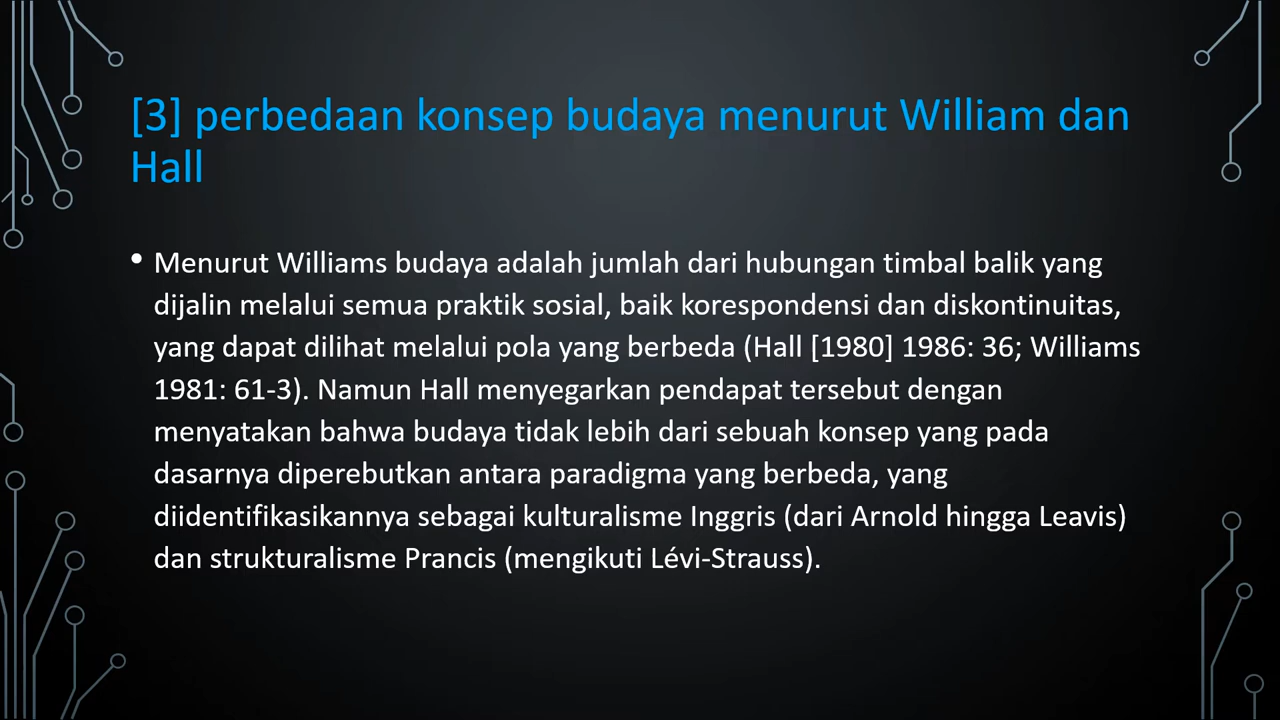 [3] perbedaan konsep budaya menurut William dan
Hall
• Menurut Williams budaya adalah jumlah dari hubungan timbal balik yang
dijalin melalui semua praktik sosial, baik korespondensi dan diskontinuitas,
yang dapat dilihat melalui pola yang berbeda (Hall [1980] 1986: 36; Williams
1981: 61-3). Namun Hall menyegarkan pendapat tersebut dengan
menyatakan bahwa budaya tidak lebih dari sebuah konsep yang pada
dasarnya diperebutkan antara paradigma yang berbeda, yang
diidentifikasikannya sebagai kulturalisme Inggris (dari Arnold hingga Leavis)
dan strukturalisme Prancis (mengikuti Lévi-Strauss).